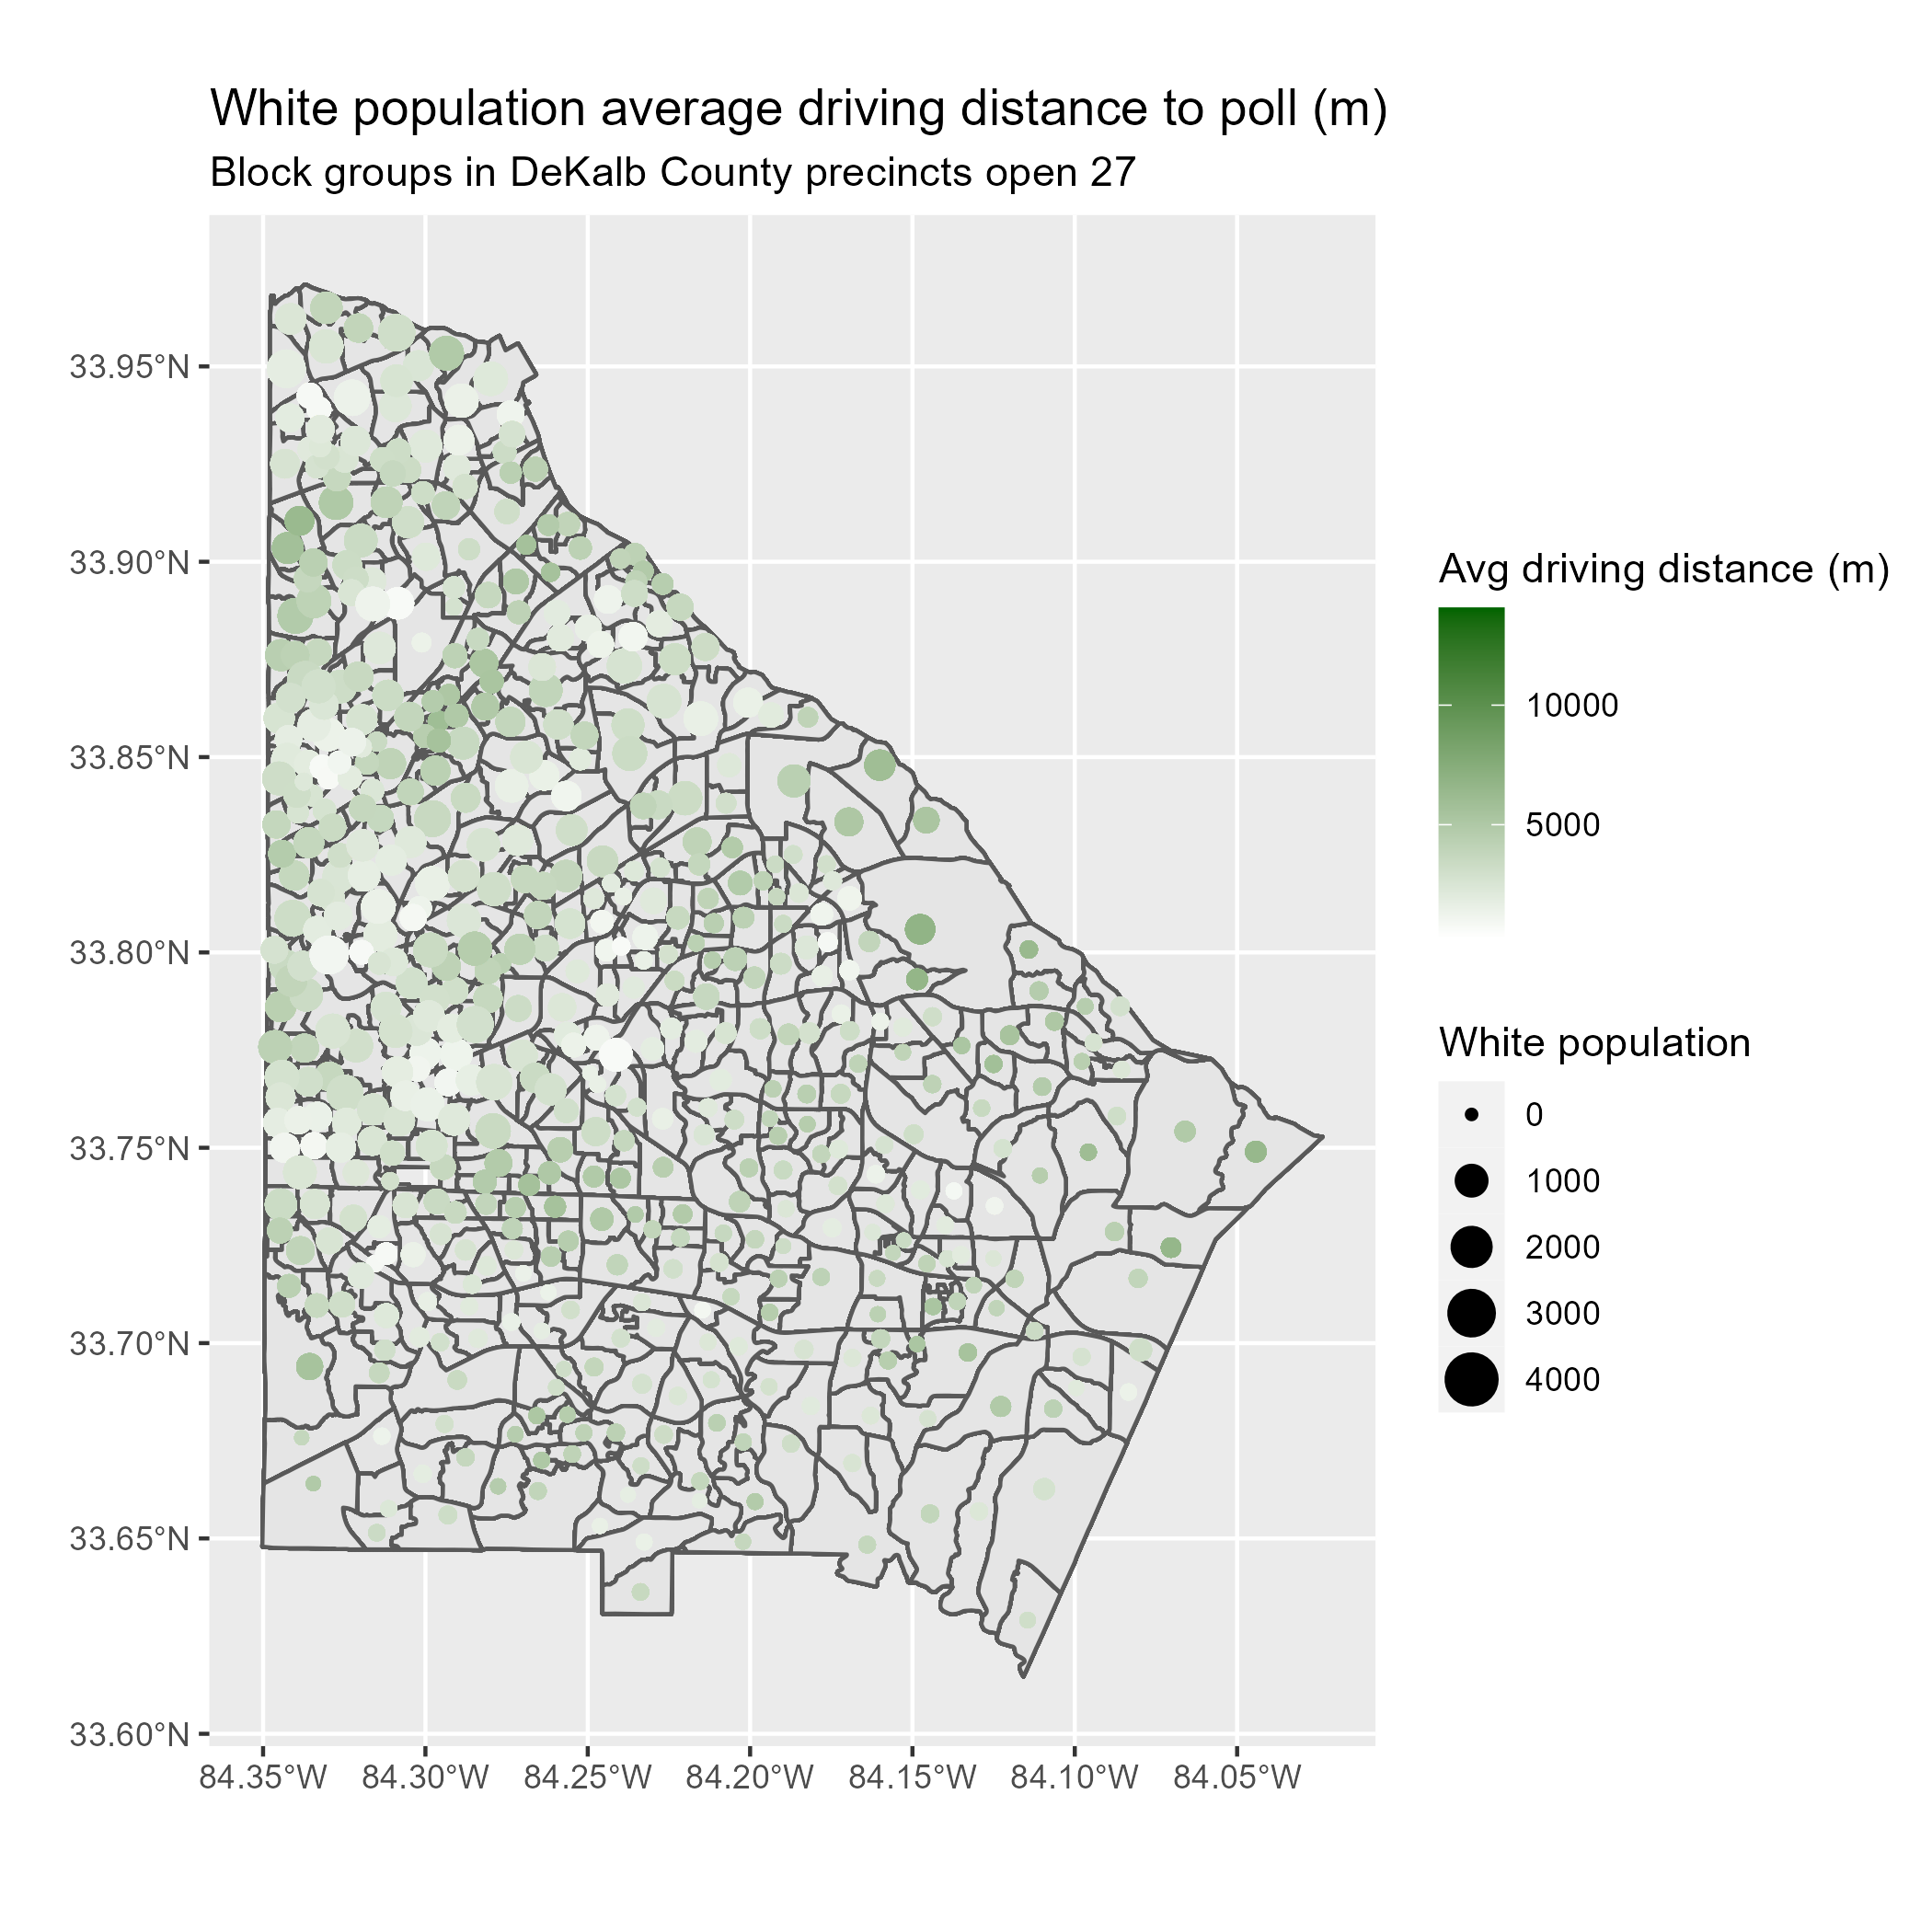 White population average driving distance to poll (m)
Block groups in DeKalb County precincts open 27
33.95°N
33.90°N
33.85°N
33.80°N
33.75°N
33.70°N
33.65°N
33.60°N
84.35°W 84.30°W 84.25°W 84.20°W 84.15°W 84.10°W 84.05°W
Avg driving distance (m)
10000
5000
White population
0
1000
2000
3000
4000